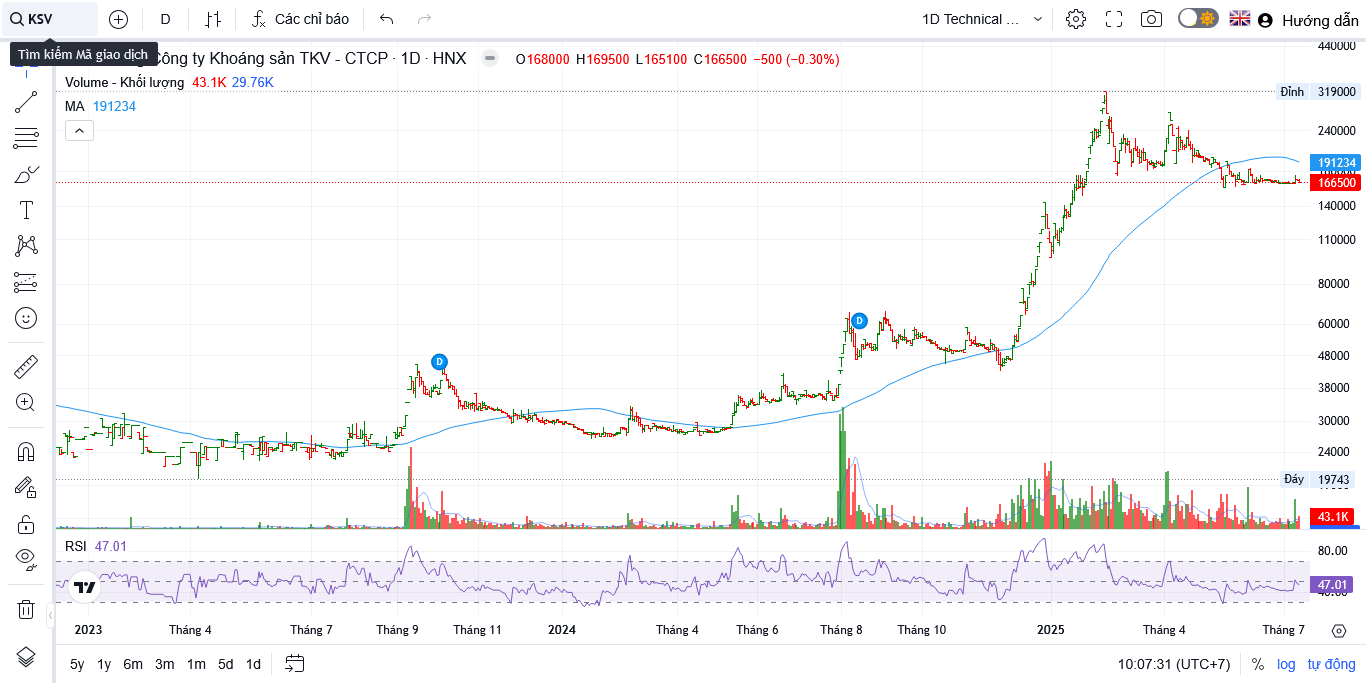 KSV
D
Các chỉ báo
1D Technical ...
Hướng dẫn
Tìm kiếm Mã giao dịch
Công ty Khoáng sản TKV - CTCP · 1D · HNX
O168000 H169500 L165100 C166500 −500 (−0.30%)
Volume - Khối lượng 43.1K 29.76K
MA 191234
440000
Đỉnh 319000
240000
191234
166500
140000
110000
80000
60000
48000
38000
30000
24000
Đáy 19743
43.1K
D
D
RSI 47.01
80.00
47.01
40.00
2023 Tháng 4 Tháng 7 Tháng 9 Tháng 11 2024 Tháng 4 Tháng 6 Tháng 8 Tháng 10 2025 Tháng 4 Tháng 7
5y 1y 6m 3m 1m 5d 1d
10:07:31 (UTC+7) % log tự động